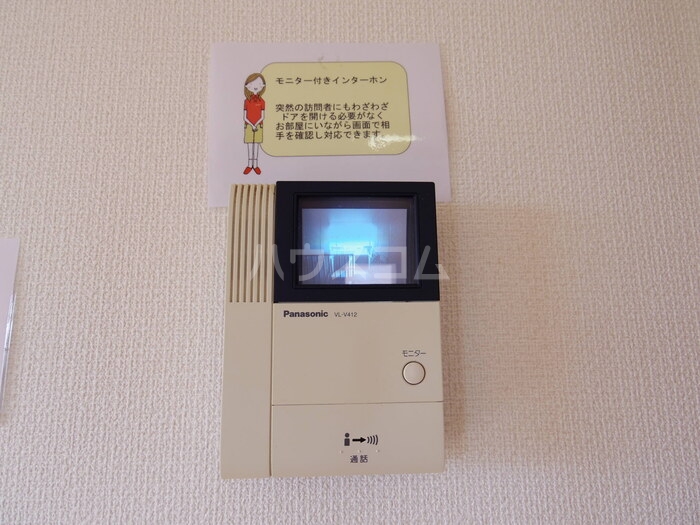 モニター付きインターホン
突然の訪問者にもわざわざ
ドアを開ける必要がなく
お部屋にいながら画面で相
手を確認し対応できます。
ハウスコム
Panasonic VL-V412
モニター
通話